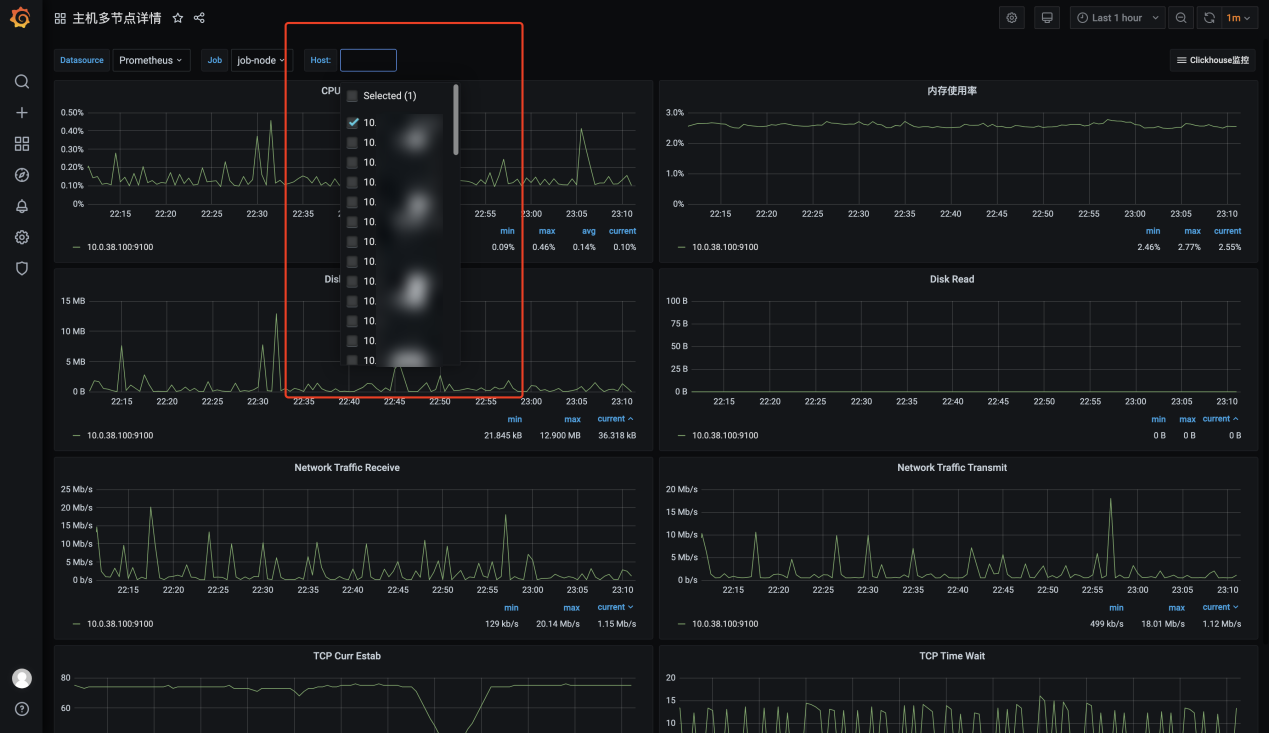 主机多节点详情
Last 1 hour
1m
Datasource Prometheus Job job-node Host:
Clickhouse监控
Selected (1)
10.
10.
10.
10.
10.
10.
10.
10.
10.
10.
10.
10.
10.
CPU
0.50%
0.40%
0.30%
0.20%
0.10%
0%
22:15 22:20 22:25 22:30 22:35 22:55 23:00 23:05 23:10
min max avg current
10.0.38.100:9100 0.09% 0.46% 0.14% 0.10%
内存使用率
3.0%
2.0%
1.0%
0%
22:15 22:20 22:25 22:30 22:35 22:40 22:45 22:50 22:55 23:00 23:05 23:10
min max current
10.0.38.100:9100 2.46% 2.77% 2.55%
15 MB
10 MB
5 MB
0 B
22:15 22:20 22:25 22:30 22:35 22:40 22:45 22:50 22:55 23:00 23:05 23:10
min max current
10.0.38.100:9100 21.845 kB 12.900 MB 36.318 kB
Disk Read
100 B
75 B
50 B
25 B
0 B
22:15 22:20 22:25 22:30 22:35 22:40 22:45 22:50 22:55 23:00 23:05 23:10
min max current
10.0.38.100:9100 0 B 0 B 0 B
Network Traffic Receive
25 Mb/s
20 Mb/s
15 Mb/s
10 Mb/s
5 Mb/s
0 b/s
22:15 22:20 22:25 22:30 22:35 22:40 22:45 22:50 22:55 23:00 23:05 23:10
min max current
10.0.38.100:9100 129 kb/s 20.14 Mb/s 1.15 Mb/s
Network Traffic Transmit
20 Mb/s
15 Mb/s
10 Mb/s
5 Mb/s
0 b/s
22:15 22:20 22:25 22:30 22:35 22:40 22:45 22:50 22:55 23:00 23:05 23:10
min max current
10.0.38.100:9100 499 kb/s 18.01 Mb/s 1.12 Mb/s
TCP Curr Estab
80
60
TCP Time Wait
20
15
10